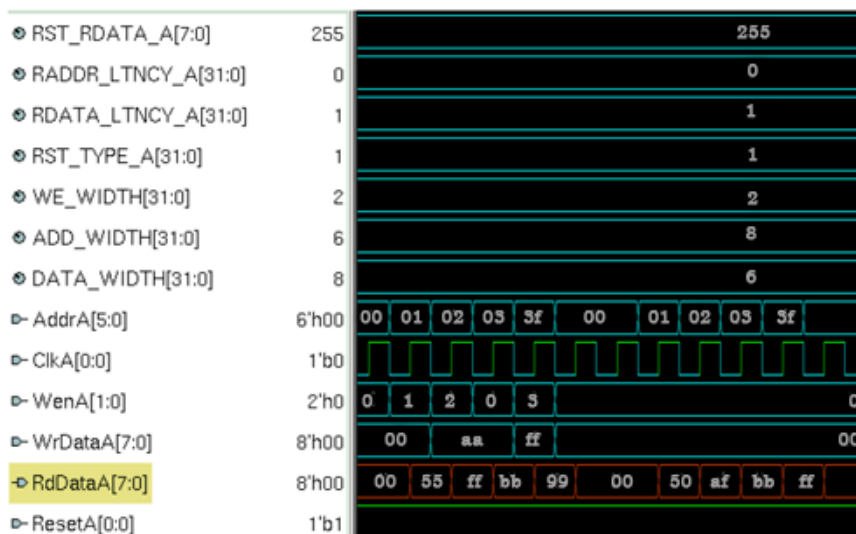 RST_RDATA_A[7:0] 255 255
RADDR_LTNCY_A[31:0] 0 0
RDATA_LTNCY_A[31:0] 1 1
RST_TYPE_A[31:0] 1 1
WE_WIDTH[31:0] 2 2
ADD_WIDTH[31:0] 6 8
DATA_WIDTH[31:0] 8 6
AddrA[5:0] 6'h00 00 01 02 03 3f 00 01 02 03 3f
ClkA[0:0] 1'b0
WenA[1:0] 2'h0 0 1 2 0 3 0
WrDataA[7:0] 8'h00 00 aa ff 00
RdDataA[7:0] 8'h00 00 55 ff bb 99 00 50 af bb ff
ResetA[0:0] 1'b1